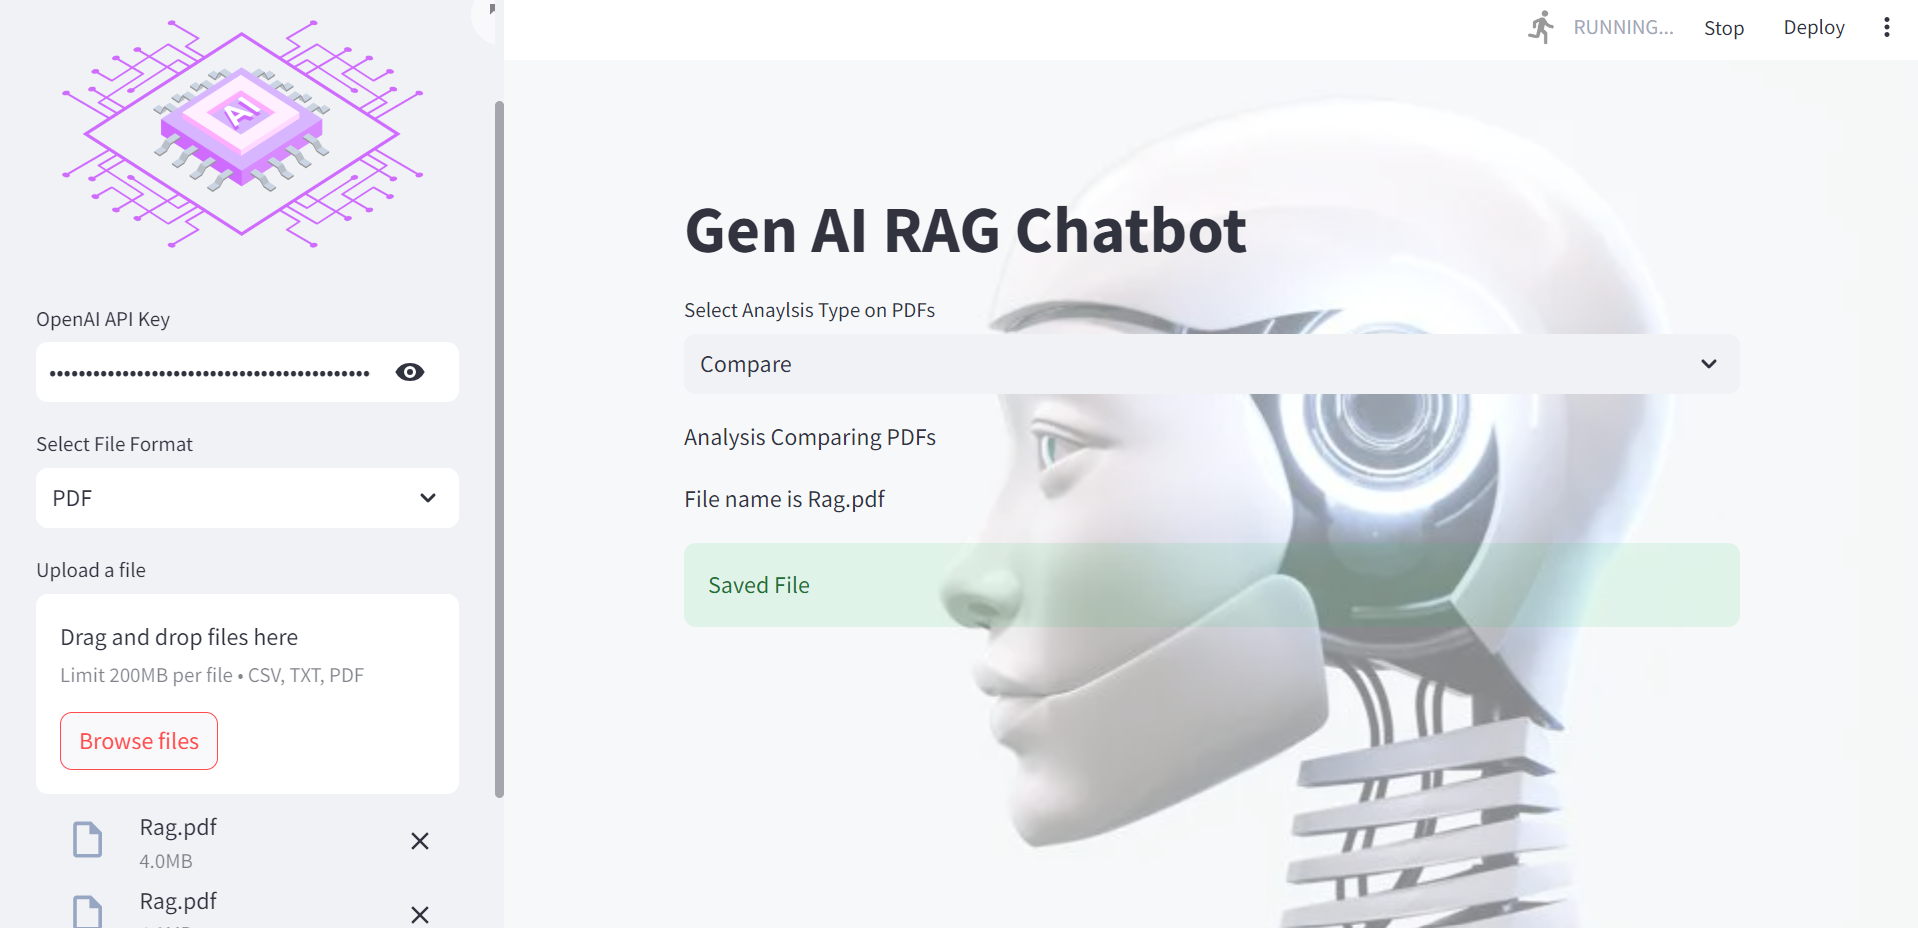 AI
OpenAI API Key
Select File Format
PDF
Upload a file
Drag and drop files here
Limit 200MB per file • CSV, TXT, PDF
Browse files
Rag.pdf
4.0MB
Rag.pdf
RUNNING...
Stop
Deploy
Gen AI RAG Chatbot
Select Anaylsis Type on PDFs
Compare
Analysis Comparing PDFs
File name is Rag.pdf
Saved File